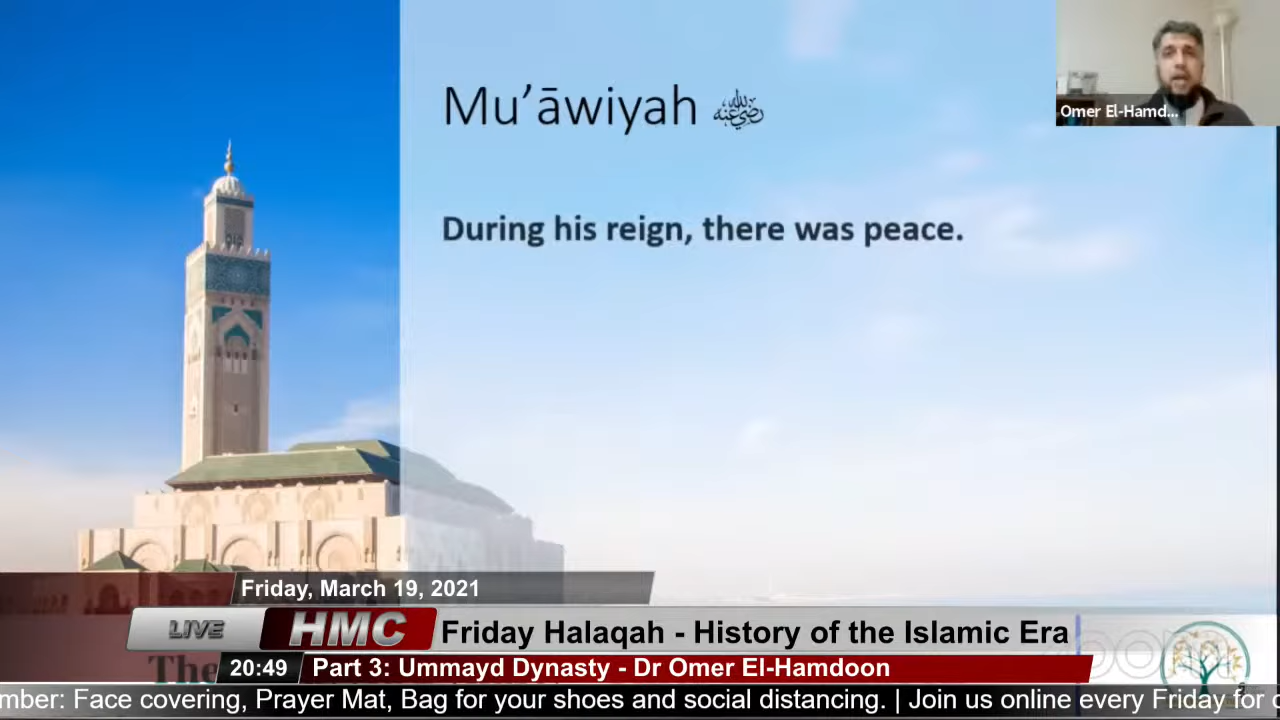 Mu’āwiyah رضي الله عنه
Omer El-Hamd...
During his reign, there was peace.
Friday, March 19, 2021
LIVE
HMC
Friday Halaqah - History of the Islamic Era
zoom
The
20:49
Part 3: Ummayd Dynasty - Dr Omer El-Hamdoon
mber: Face covering, Prayer Mat, Bag for your shoes and social distancing. | Join us online every Friday for